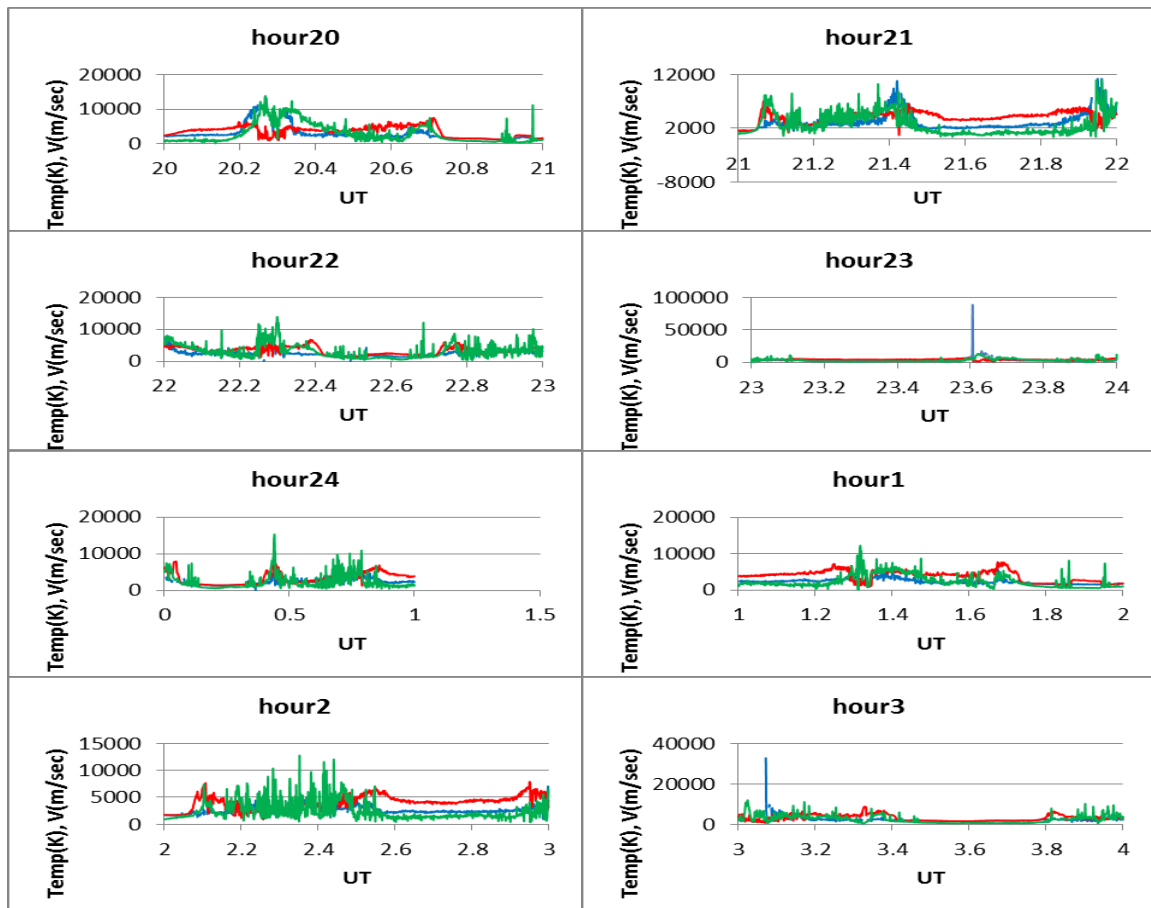 hour20
Temp(K), V(m/sec)
20000
10000
0
20 20.2 20.4 20.6 20.8 21
UT
hour21
Temp(K), V(m/sec)
12000
2000
-8000
21 21.2 21.4 21.6 21.8 22
UT
hour22
Temp(K), V(m/sec)
20000
10000
0
22 22.2 22.4 22.6 22.8 23
UT
hour23
Temp(K), V(m/sec)
100000
50000
0
23 23.2 23.4 23.6 23.8 24
UT
hour24
Temp(K), V(m/sec)
20000
10000
0
0 0.5 1 1.5
UT
hour1
Temp(K), V(m/sec)
20000
10000
0
1 1.2 1.4 1.6 1.8 2
UT
hour2
Temp(K), V(m/sec)
15000
10000
5000
0
2 2.2 2.4 2.6 2.8 3
UT
hour3
Temp(K), V(m/sec)
40000
20000
0
3 3.2 3.4 3.6 3.8 4
UT